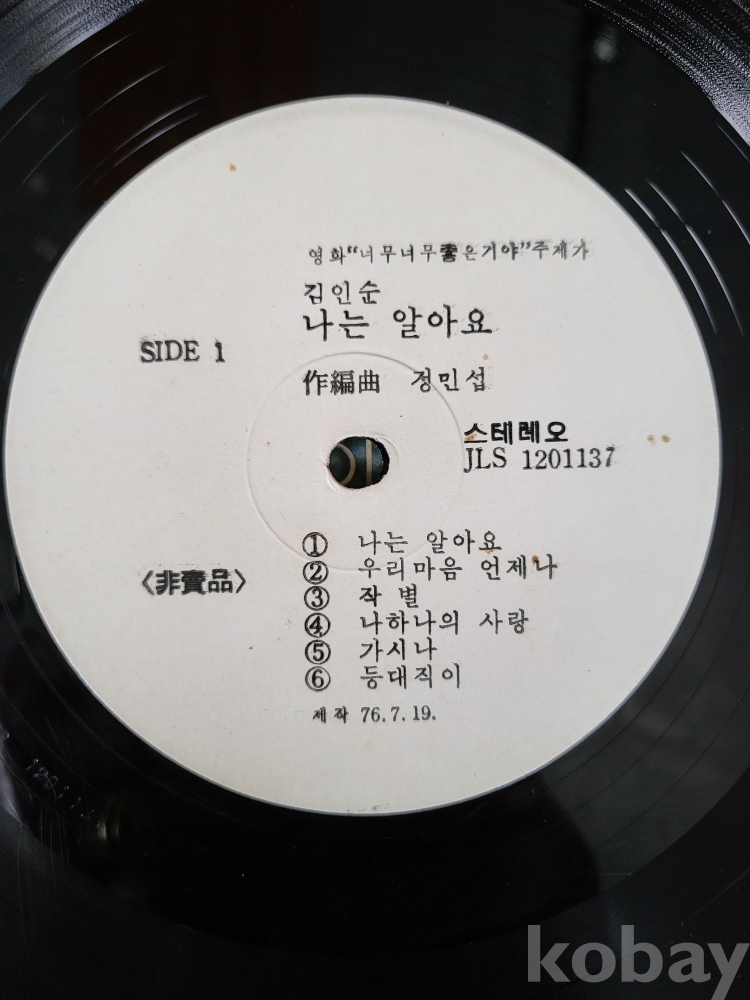 영화"너무너무좋은거야"주제가
김인순
나는 알아요
SIDE 1
作編曲 정민섭
스테레오
JLS 1201137
① 나는 알아요
② 우리마음 언제나
〈非賣品〉
③ 작별
④ 나하나의 사랑
⑤ 가시나
⑥ 등대직이
제작 76.7.19.
kobay